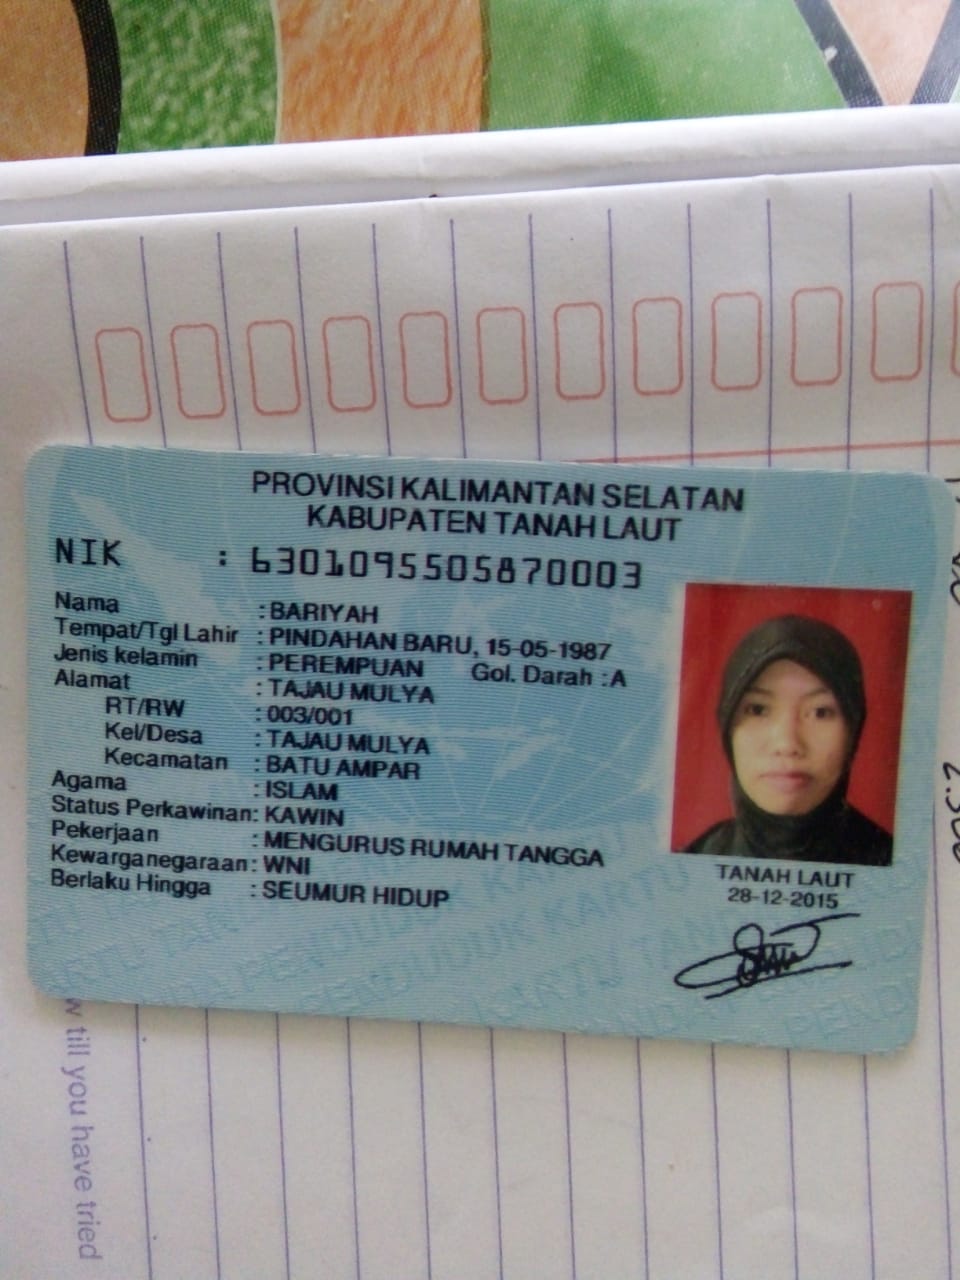 PROVINSI KALIMANTAN SELATAN
KABUPATEN TANAH LAUT
NIK : 6301095505870003
Nama : BARIYAH
Tempat/Tgl Lahir : PINDAHAN BARU, 15-05-1987
Jenis kelamin : PEREMPUAN Gol. Darah : A
Alamat : TAJAU MULYA
RT/RW : 003/001
Kel/Desa : TAJAU MULYA
Kecamatan : BATU AMPAR
Agama : ISLAM
Status Perkawinan: KAWIN
Pekerjaan : MENGURUS RUMAH TANGGA
Kewarganegaraan: WNI
Berlaku Hingga : SEUMUR HIDUP
TANAH LAUT
28-12-2015
till you have tried